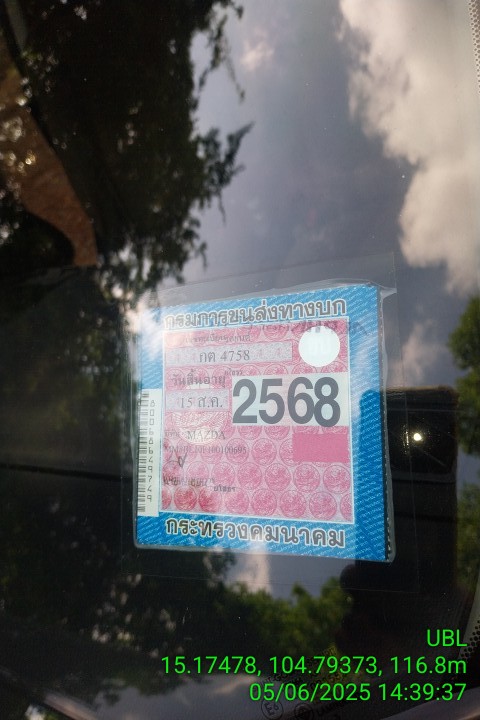 กรมการขนส่งทางบก
กต 4758
วันสิ้นอายุ
15 ส.ค.
2568
MAZDA
กระทรวงคมนาคม
UBL
15.17478, 104.79373, 116.8m
05/06/2025 14:39:37